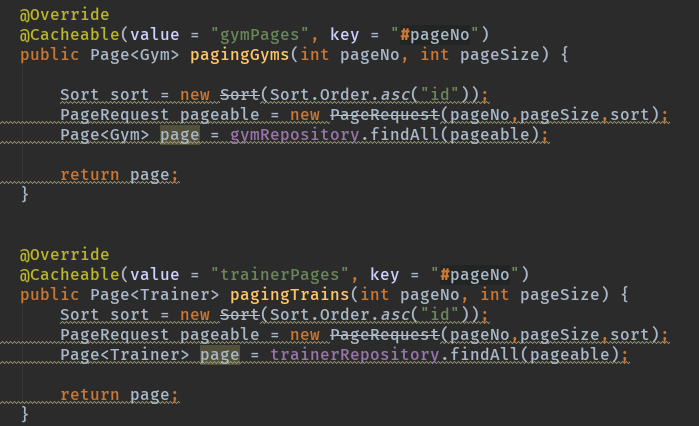 @Override
@Cacheable(value = "gymPages", key = "#pageNo")
public Page<Gym> pagingGyms(int pageNo, int pageSize) {
Sort sort = new Sort(Sort.Order.asc("id"));
PageRequest pageable = new PageRequest(pageNo,pageSize,sort);
Page<Gym> page = gymRepository.findAll(pageable);
return page;
}
@Override
@Cacheable(value = "trainerPages", key = "#pageNo")
public Page<Trainer> pagingTrains(int pageNo, int pageSize) {
Sort sort = new Sort(Sort.Order.asc("id"));
PageRequest pageable = new PageRequest(pageNo,pageSize,sort);
Page<Trainer> page = trainerRepository.findAll(pageable);
return page;
}